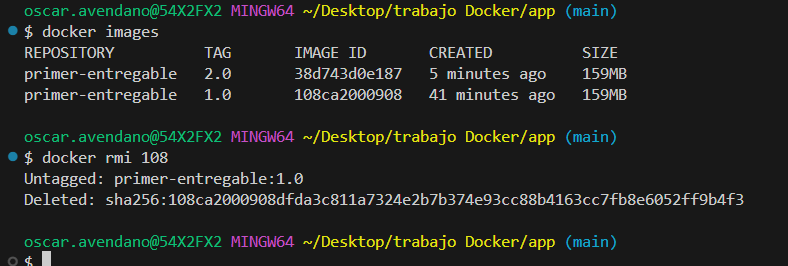 oscar.avendano@54X2FX2 MINGW64 ~/Desktop/trabajo Docker/app (main)
$ docker images
REPOSITORY TAG IMAGE ID CREATED SIZE
primer-entregable 2.0 38d743d0e187 5 minutes ago 159MB
primer-entregable 1.0 108ca2000908 41 minutes ago 159MB
oscar.avendano@54X2FX2 MINGW64 ~/Desktop/trabajo Docker/app (main)
$ docker rmi 108
Untagged: primer-entregable:1.0
Deleted: sha256:108ca2000908dfda3c811a7324e2b7b374e93cc88b4163cc7fb8e6052ff9b4f3
oscar.avendano@54X2FX2 MINGW64 ~/Desktop/trabajo Docker/app (main)
$